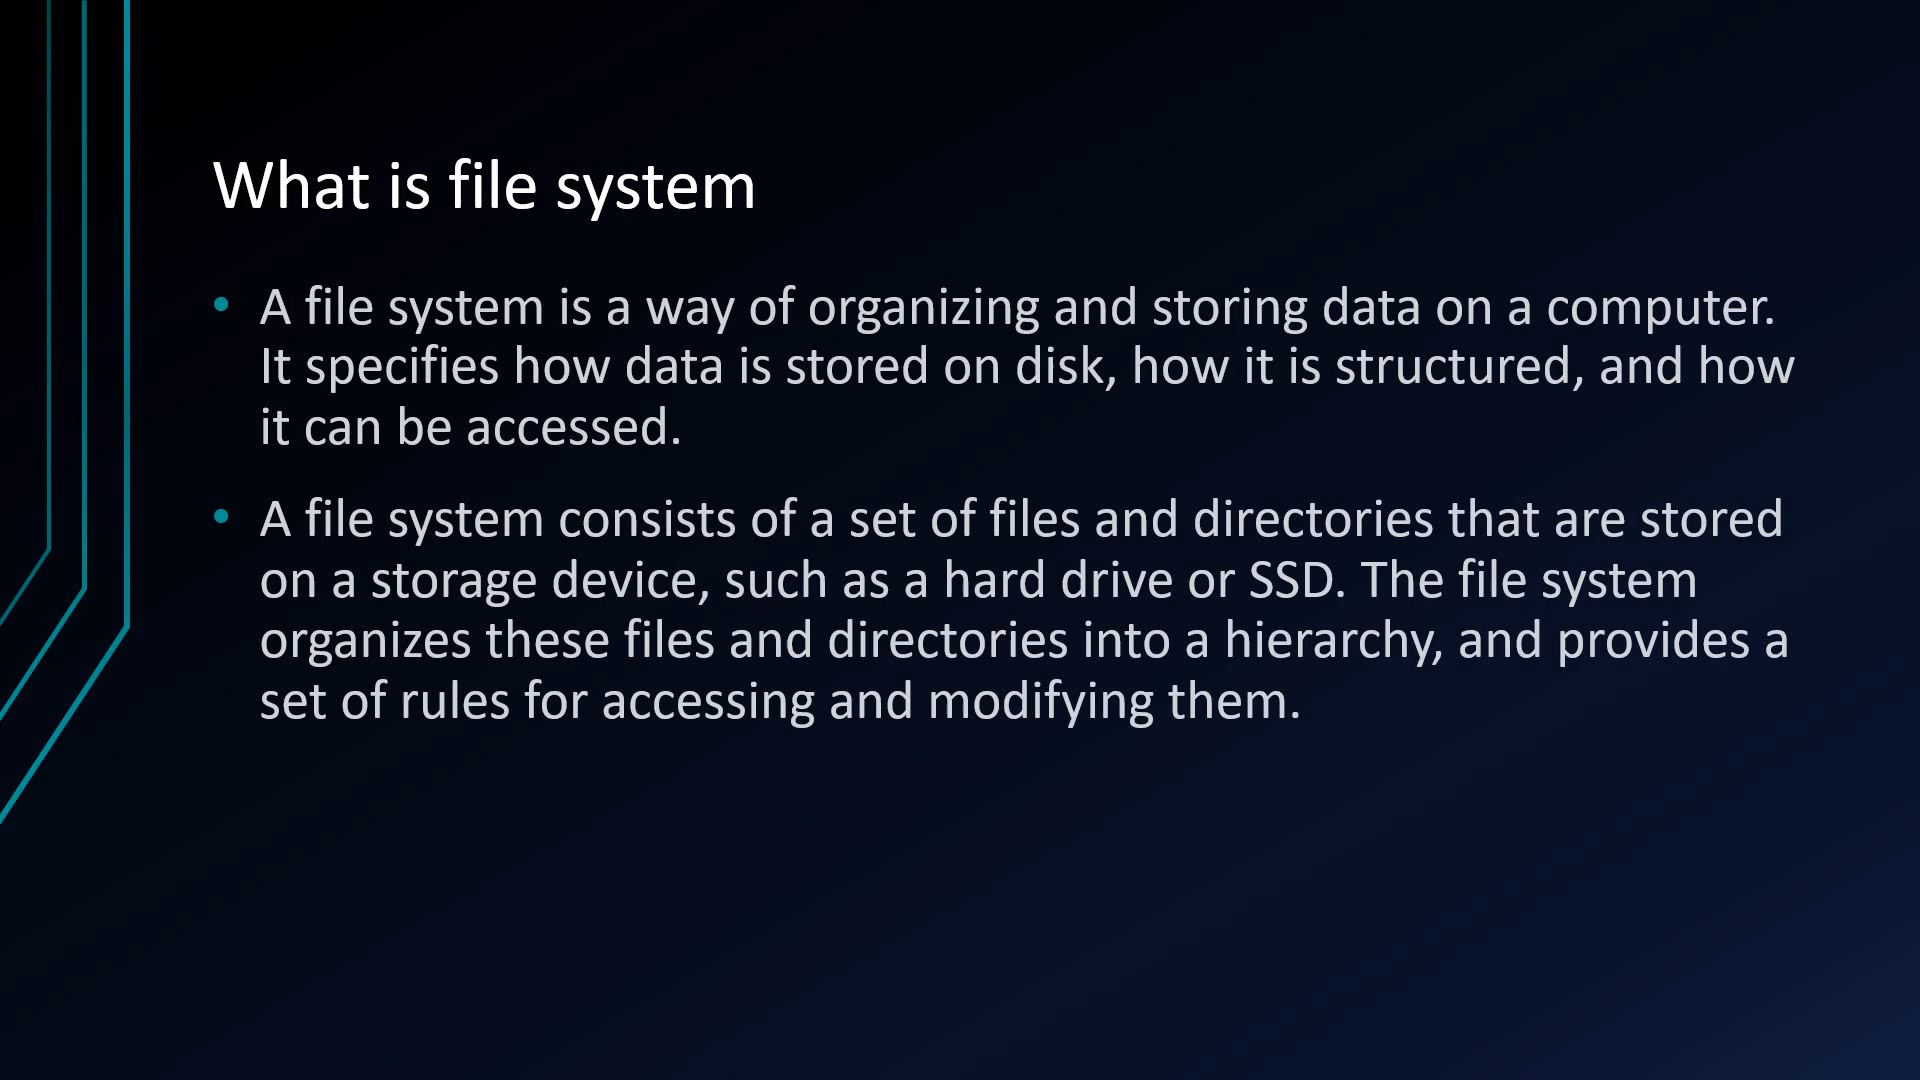 What is file system
• A file system is a way of organizing and storing data on a computer.
It specifies how data is stored on disk, how it is structured, and how
it can be accessed.
• A file system consists of a set of files and directories that are stored
on a storage device, such as a hard drive or SSD. The file system
organizes these files and directories into a hierarchy, and provides a
set of rules for accessing and modifying them.